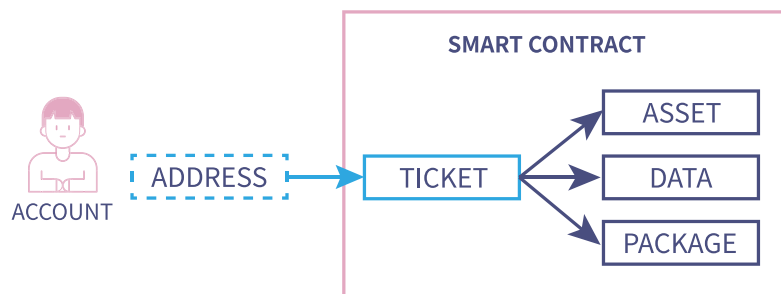 SMART CONTRACT
ACCOUNT
ADDRESS
TICKET
ASSET
DATA
PACKAGE